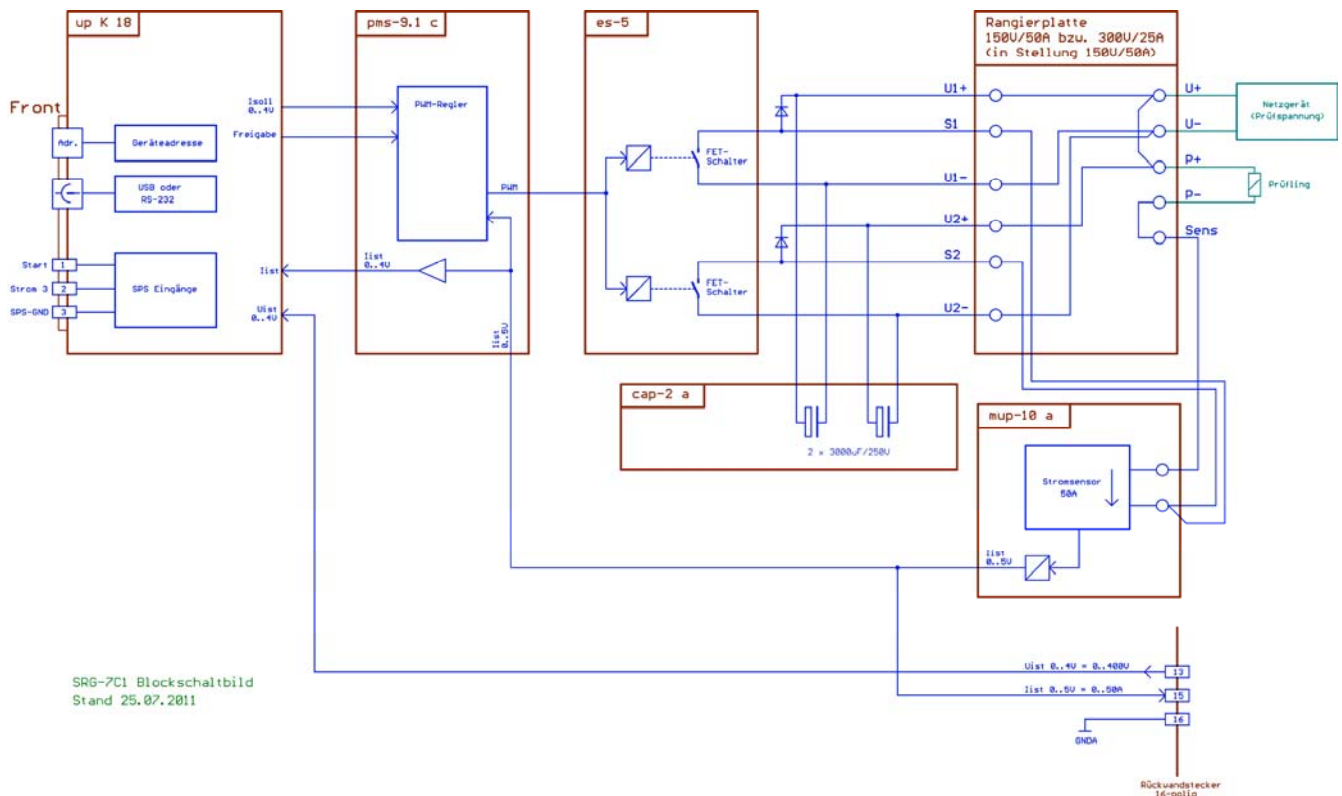 up K 18
pms-9.1 c
es-5
Rangierplatte
150V/50A bzw. 300V/25A
(in Stellung 150V/50A)
Front
Adr.
Geräteadresse
USB oder
RS-232
Start
1
Strom 3
2
SPS-GND
3
SPS Eingänge
Isoll
0..4V
Freigabe
Iist
Uist
0..4V
PWM-Regler
PWM
Iist
0..4V
Iist
0..5V
FET-
Schalter
FET-
Schalter
U1+
S1
U1-
U2+
S2
U2-
U+
U-
P+
P-
Sens
Netzgerät
(Prüfspannung)
Prüfling
cap-2 a
2 x 3000uF/250V
mup-10 a
Stromsensor
50A
Iist
0..5V
Uist 0..4V = 0..400V
13
Iist 0..5V = 0..50A
15
16
GNDA
Rückwandstecker
16-polig
SRG-7C1 Blockschaltbild
Stand 25.07.2011